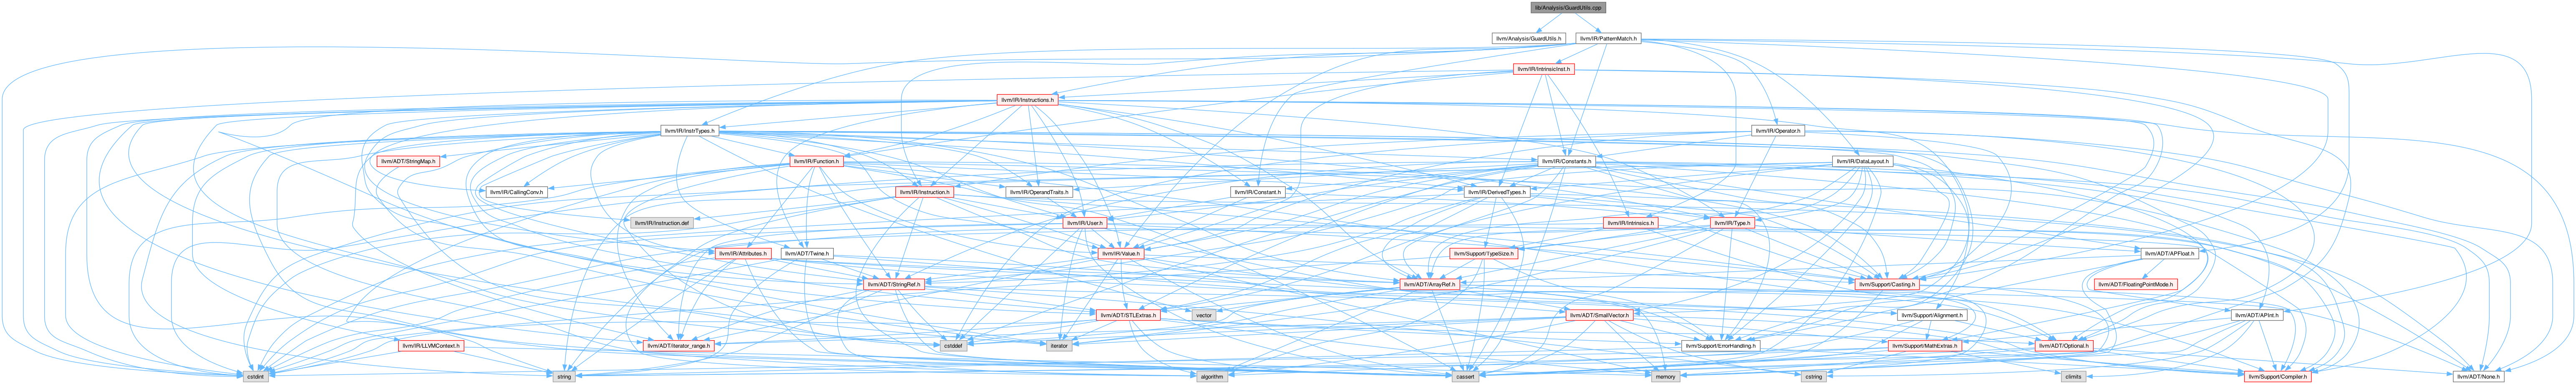 lib/Analysis/GuardUtils.cpp
llvm/Analysis/GuardUtils.h
llvm/IR/PatternMatch.h
llvm/IR/IntrinsicInst.h
llvm/IR/Instructions.h
llvm/IR/InstrTypes.h
llvm/IR/Operator.h
llvm/ADT/StringMap.h
llvm/IR/Function.h
llvm/IR/Constants.h
llvm/IR/DataLayout.h
llvm/IR/CallingConv.h
llvm/IR/Instruction.h
llvm/IR/OperandTraits.h
llvm/IR/Constant.h
llvm/IR/DerivedTypes.h
llvm/IR/Instruction.def
llvm/IR/User.h
llvm/IR/Intrinsics.h
llvm/IR/Type.h
llvm/IR/Attributes.h
llvm/ADT/Twine.h
llvm/IR/Value.h
llvm/Support/TypeSize.h
llvm/ADT/APFloat.h
llvm/ADT/StringRef.h
llvm/ADT/ArrayRef.h
llvm/Support/Casting.h
llvm/ADT/FloatingPointMode.h
llvm/ADT/STLExtras.h
vector
llvm/ADT/SmallVector.h
llvm/Support/Alignment.h
llvm/ADT/APInt.h
llvm/IR/LLVMContext.h
llvm/ADT/iterator_range.h
cstddef
iterator
llvm/Support/ErrorHandling.h
llvm/Support/MathExtras.h
llvm/ADT/Optional.h
cstdint
string
algorithm
cassert
memory
cstring
climits
llvm/Support/Compiler.h
llvm/ADT/None.h